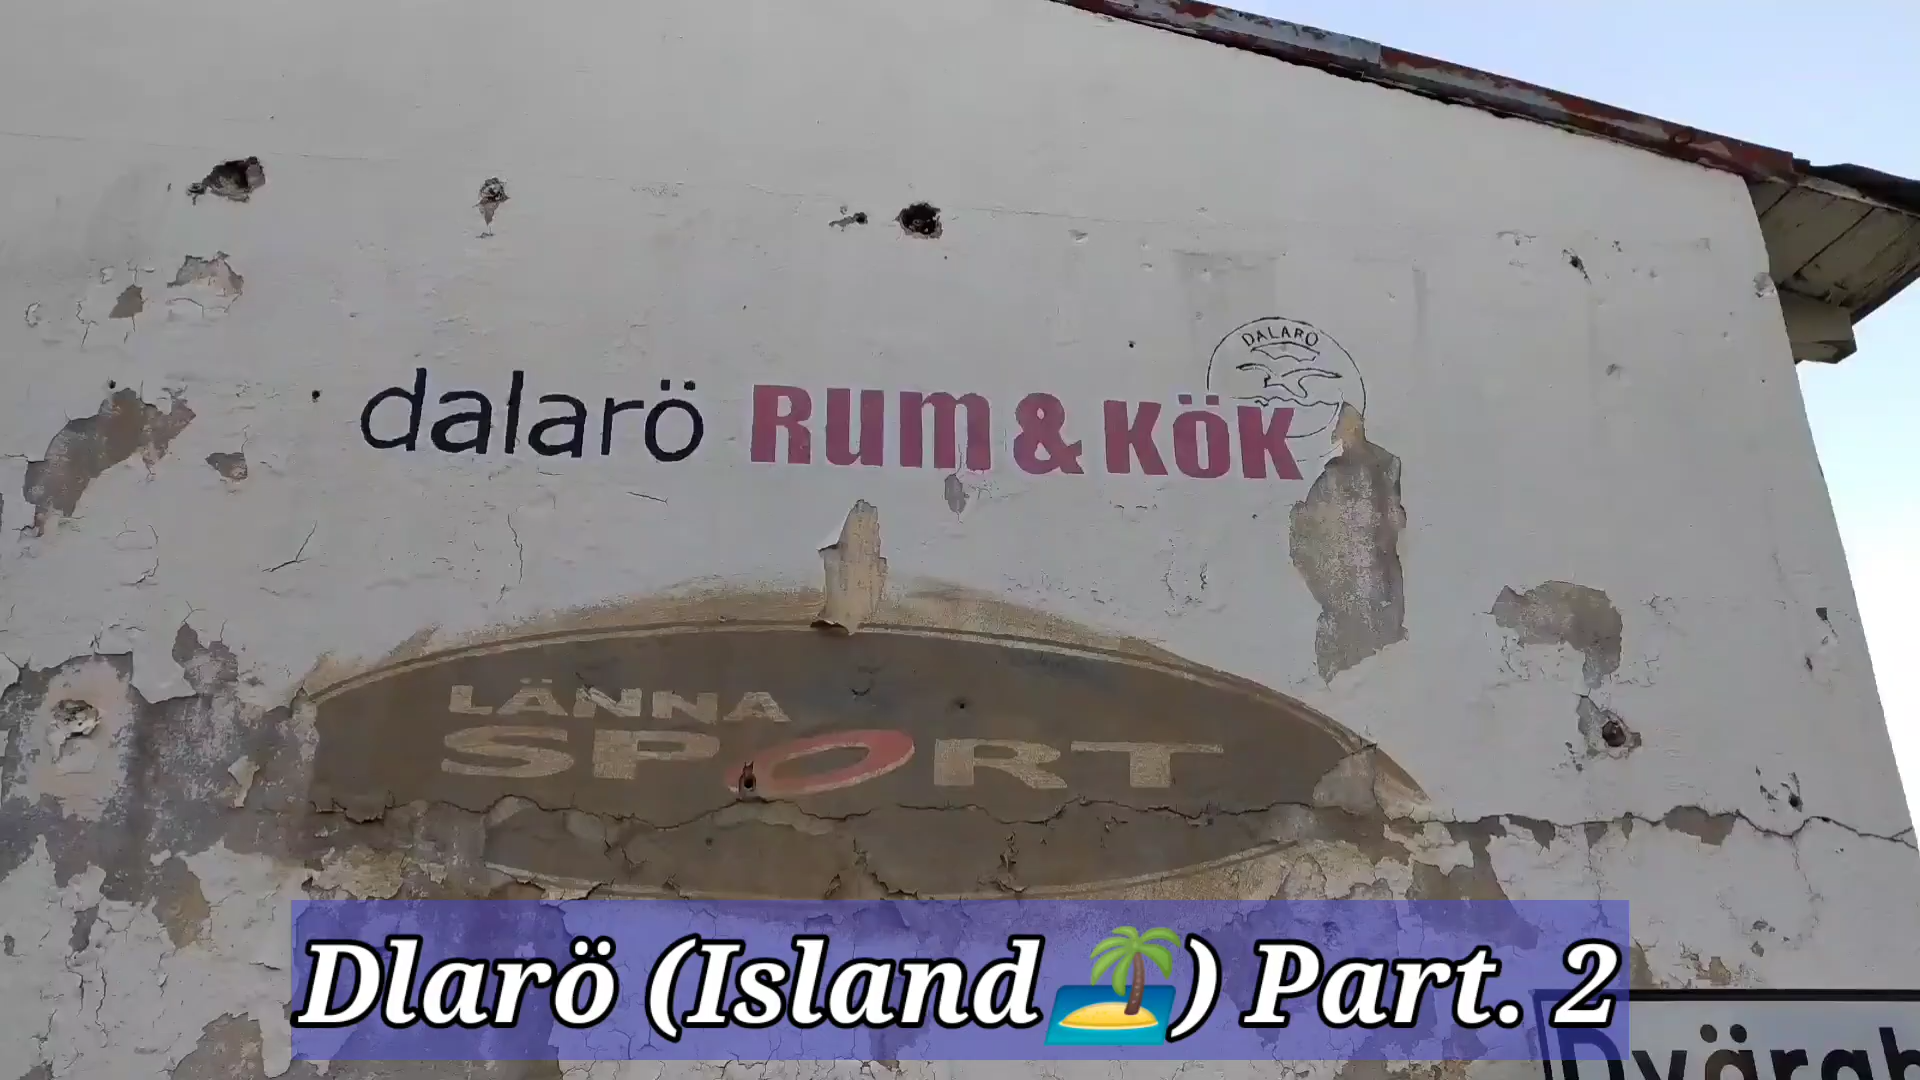 DALARÖ
dalarö RUM & KÖK
LÄNNA
SPORT
Dlarö (Island🏝️) Part. 2